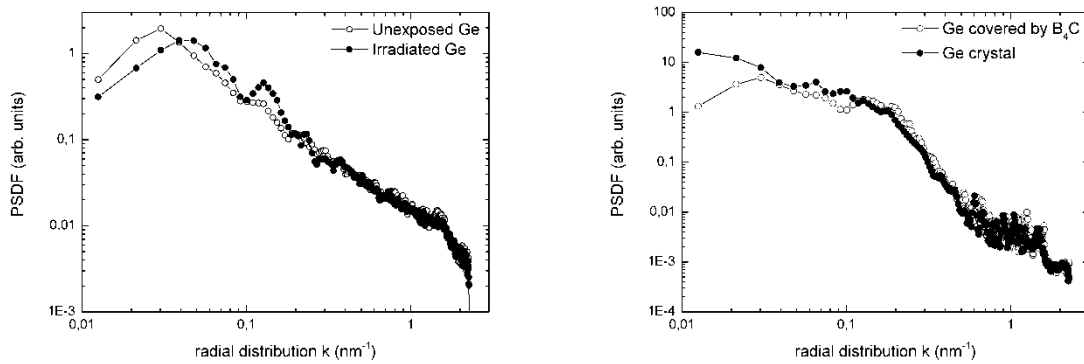 Unexposed Ge
Irradiated Ge
PSDF (arb. units)
1
0,1
0,01
1E-3
0,01
0,1
1
radial distribution k (nm⁻¹)
Ge covered by B₄C
Ge crystal
PSDF (arb. units)
100
10
1
0,1
0,01
1E-3
1E-4
0,01
0,1
1
radial distribution k (nm⁻¹)